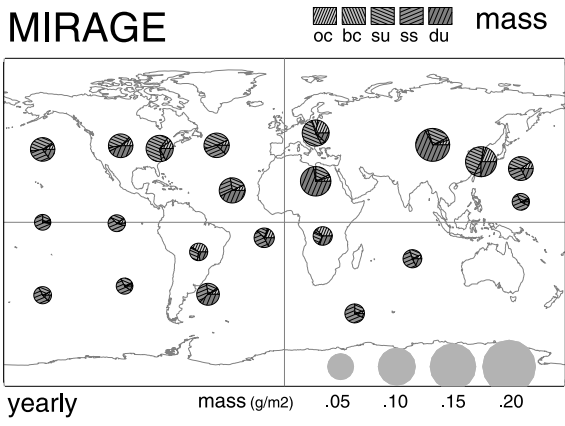 MIRAGE
mass
oc bc su ss du
yearly
mass (g/m2) .05 .10 .15 .20